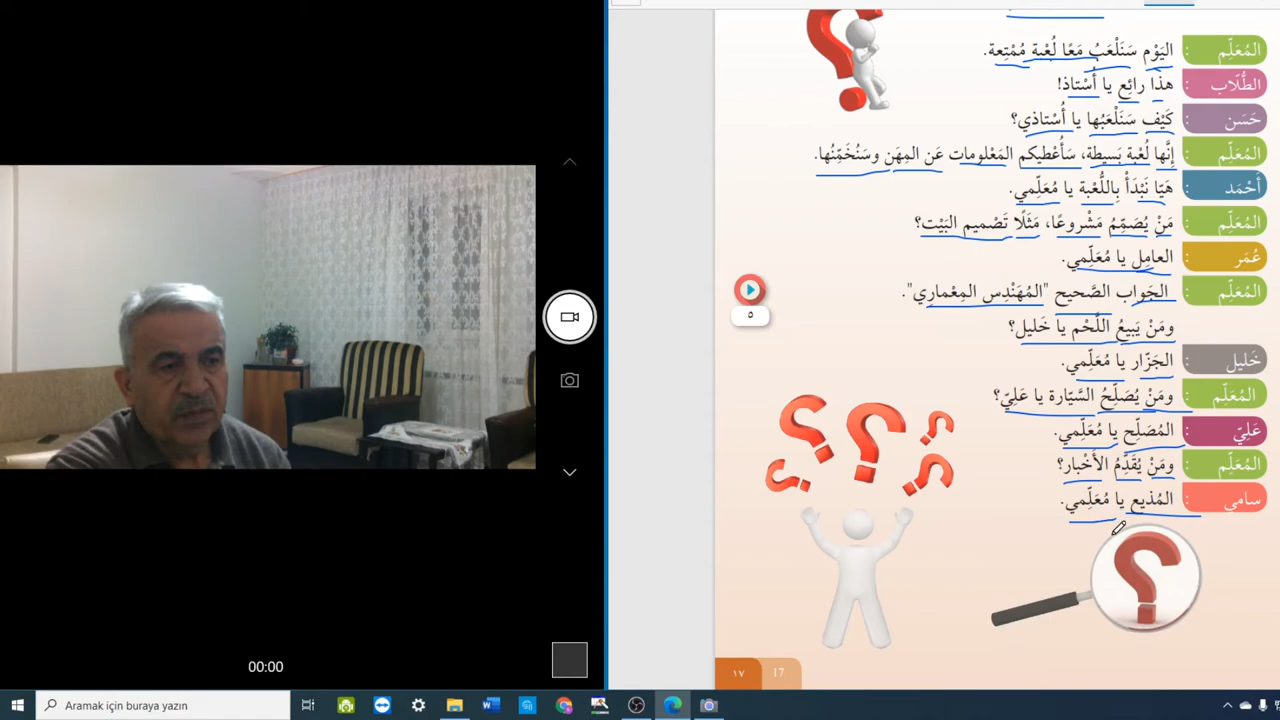 المُعَلِّم : اليَوْم سَنَلْعَبُ مَعًا لُعْبة مُمْتِعة.
الطُّلّاب : هذا رائِع يا أُسْتاذ!
حَسَن : كَيْف سَنَلْعَبُها يا أُسْتاذي؟
المُعَلِّم : إِنَّها لُعْبة بَسيطة، سَأُعْطيكم المَعْلومات عَن المِهَن وسَنُخَمِّنُها.
أَحْمَد : هَيّا نَبْدَأْ بِاللُّعْبة يا مُعَلِّمي.
المُعَلِّم : مَنْ يُصَمِّمُ مَشْروعًا، مَثَلًا تَصْميم البَيْت؟
عُمَر : العامِل يا مُعَلِّمي.
المُعَلِّم : الجَواب الصَّحيح "المُهَنْدِس المِعْماري".
ومَنْ يَبيعُ اللَّحْم يا خَليل؟
خَليل : الجَزّار يا مُعَلِّمي.
المُعَلِّم : ومَنْ يُصَلِّحُ السَّيّارة يا عَلِيّ؟
عَلِيّ : المُصَلِّح يا مُعَلِّمي.
المُعَلِّم : ومَنْ يُقَدِّمُ الأَخْبار؟
سامي : المُذيع يا مُعَلِّمي.
٥
١٧ 17
00:00
Aramak için buraya yazın